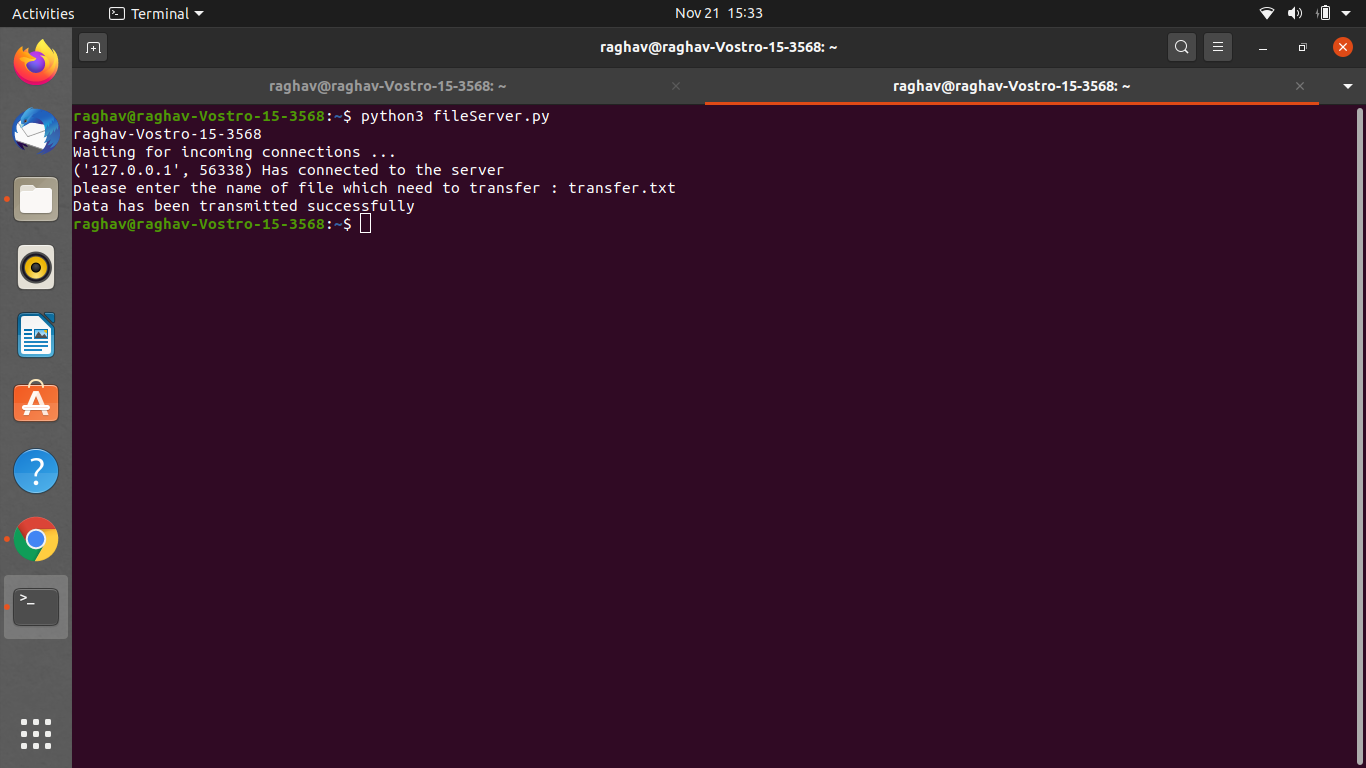 Activities Terminal Nov 21 15:33
raghav@raghav-Vostro-15-3568: ~
raghav@raghav-Vostro-15-3568: ~ raghav@raghav-Vostro-15-3568: ~
raghav@raghav-Vostro-15-3568:~$ python3 fileServer.py
raghav-Vostro-15-3568
Waiting for incoming connections ...
('127.0.0.1', 56338) Has connected to the server
please enter the name of file which need to transfer : transfer.txt
Data has been transmitted successfully
raghav@raghav-Vostro-15-3568:~$